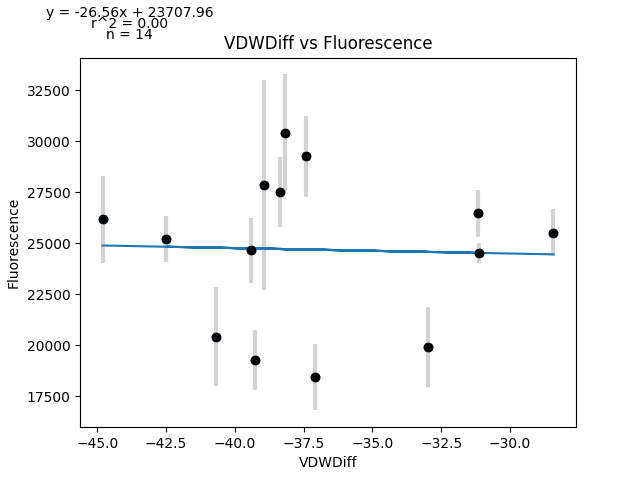 y = -26.56x + 23707.96
r^2 = 0.00
n = 14
VDWDiff vs Fluorescence
32500
30000
27500
25000
22500
20000
17500
Fluorescence
−45.0 −42.5 −40.0 −37.5 −35.0 −32.5 −30.0
VDWDiff